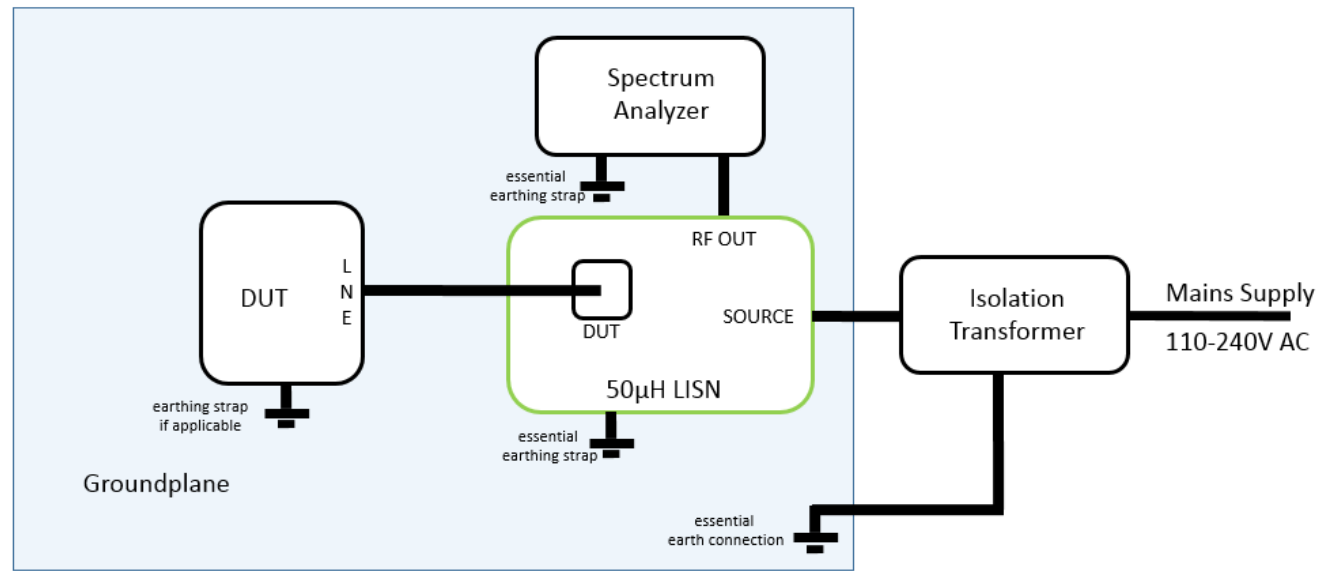 Spectrum
Analyzer
essential
earthing strap
RF OUT
L
N
E
DUT
DUT
SOURCE
50µH LISN
Isolation
Transformer
Mains Supply
110-240V AC
earthing strap
if applicable
essential
earthing strap
Groundplane
essential
earth connection